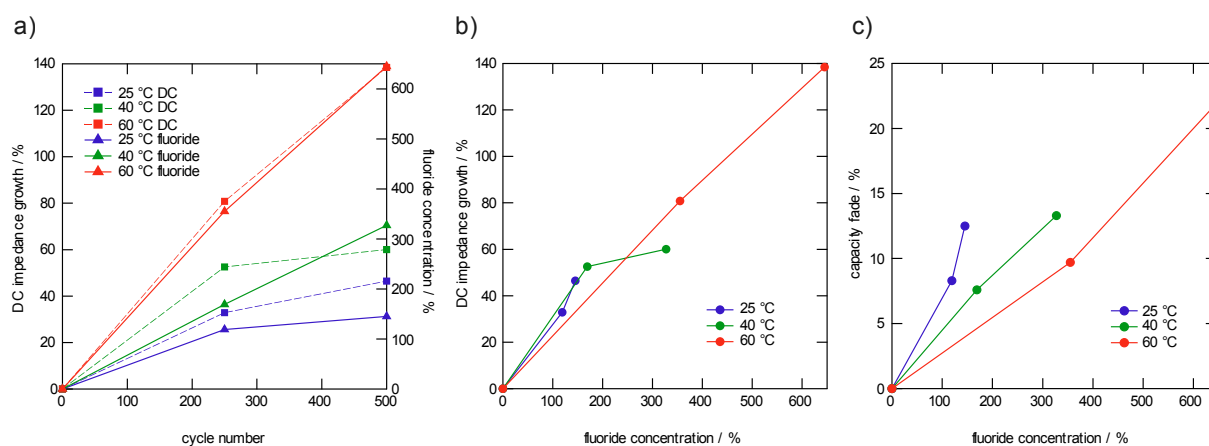 a)
140
120
100
80
60
40
20
0
DC impedance growth / %
25 °C DC
40 °C DC
60 °C DC
25 °C fluoride
40 °C fluoride
60 °C fluoride
600
500
400
300
200
100
0
fluoride concentration / %
0 100 200 300 400 500
cycle number
b)
140
120
100
80
60
40
20
0
DC impedance growth / %
25 °C
40 °C
60 °C
0 100 200 300 400 500 600
fluoride concentration / %
c)
25
20
15
10
5
0
capacity fade / %
25 °C
40 °C
60 °C
0 100 200 300 400 500 600
fluoride concentration / %